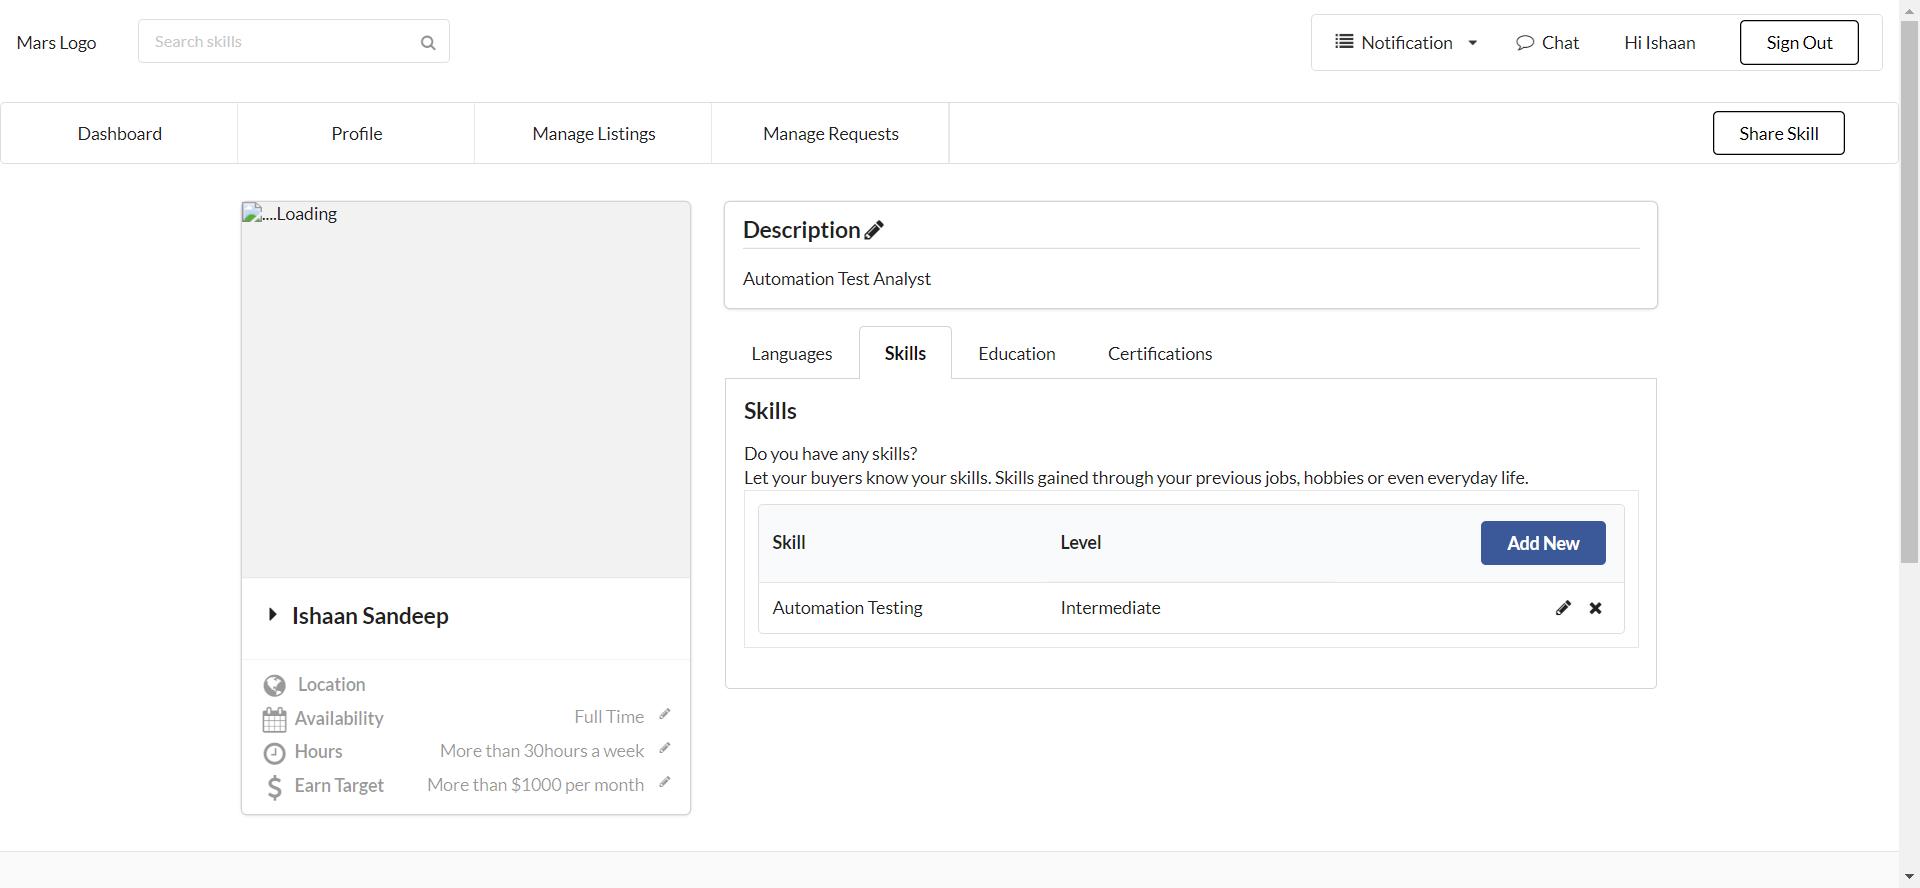 Mars Logo
Search skills
Notification
Chat
Hi Ishaan
Sign Out
Dashboard
Profile
Manage Listings
Manage Requests
Share Skill
....Loading
Ishaan Sandeep
Location
Availability
Full Time
Hours
More than 30hours a week
Earn Target
More than $1000 per month
Description
Automation Test Analyst
Languages
Skills
Education
Certifications
Skills
Do you have any skills?
Let your buyers know your skills. Skills gained through your previous jobs, hobbies or even everyday life.
Skill
Level
Add New
Automation Testing
Intermediate